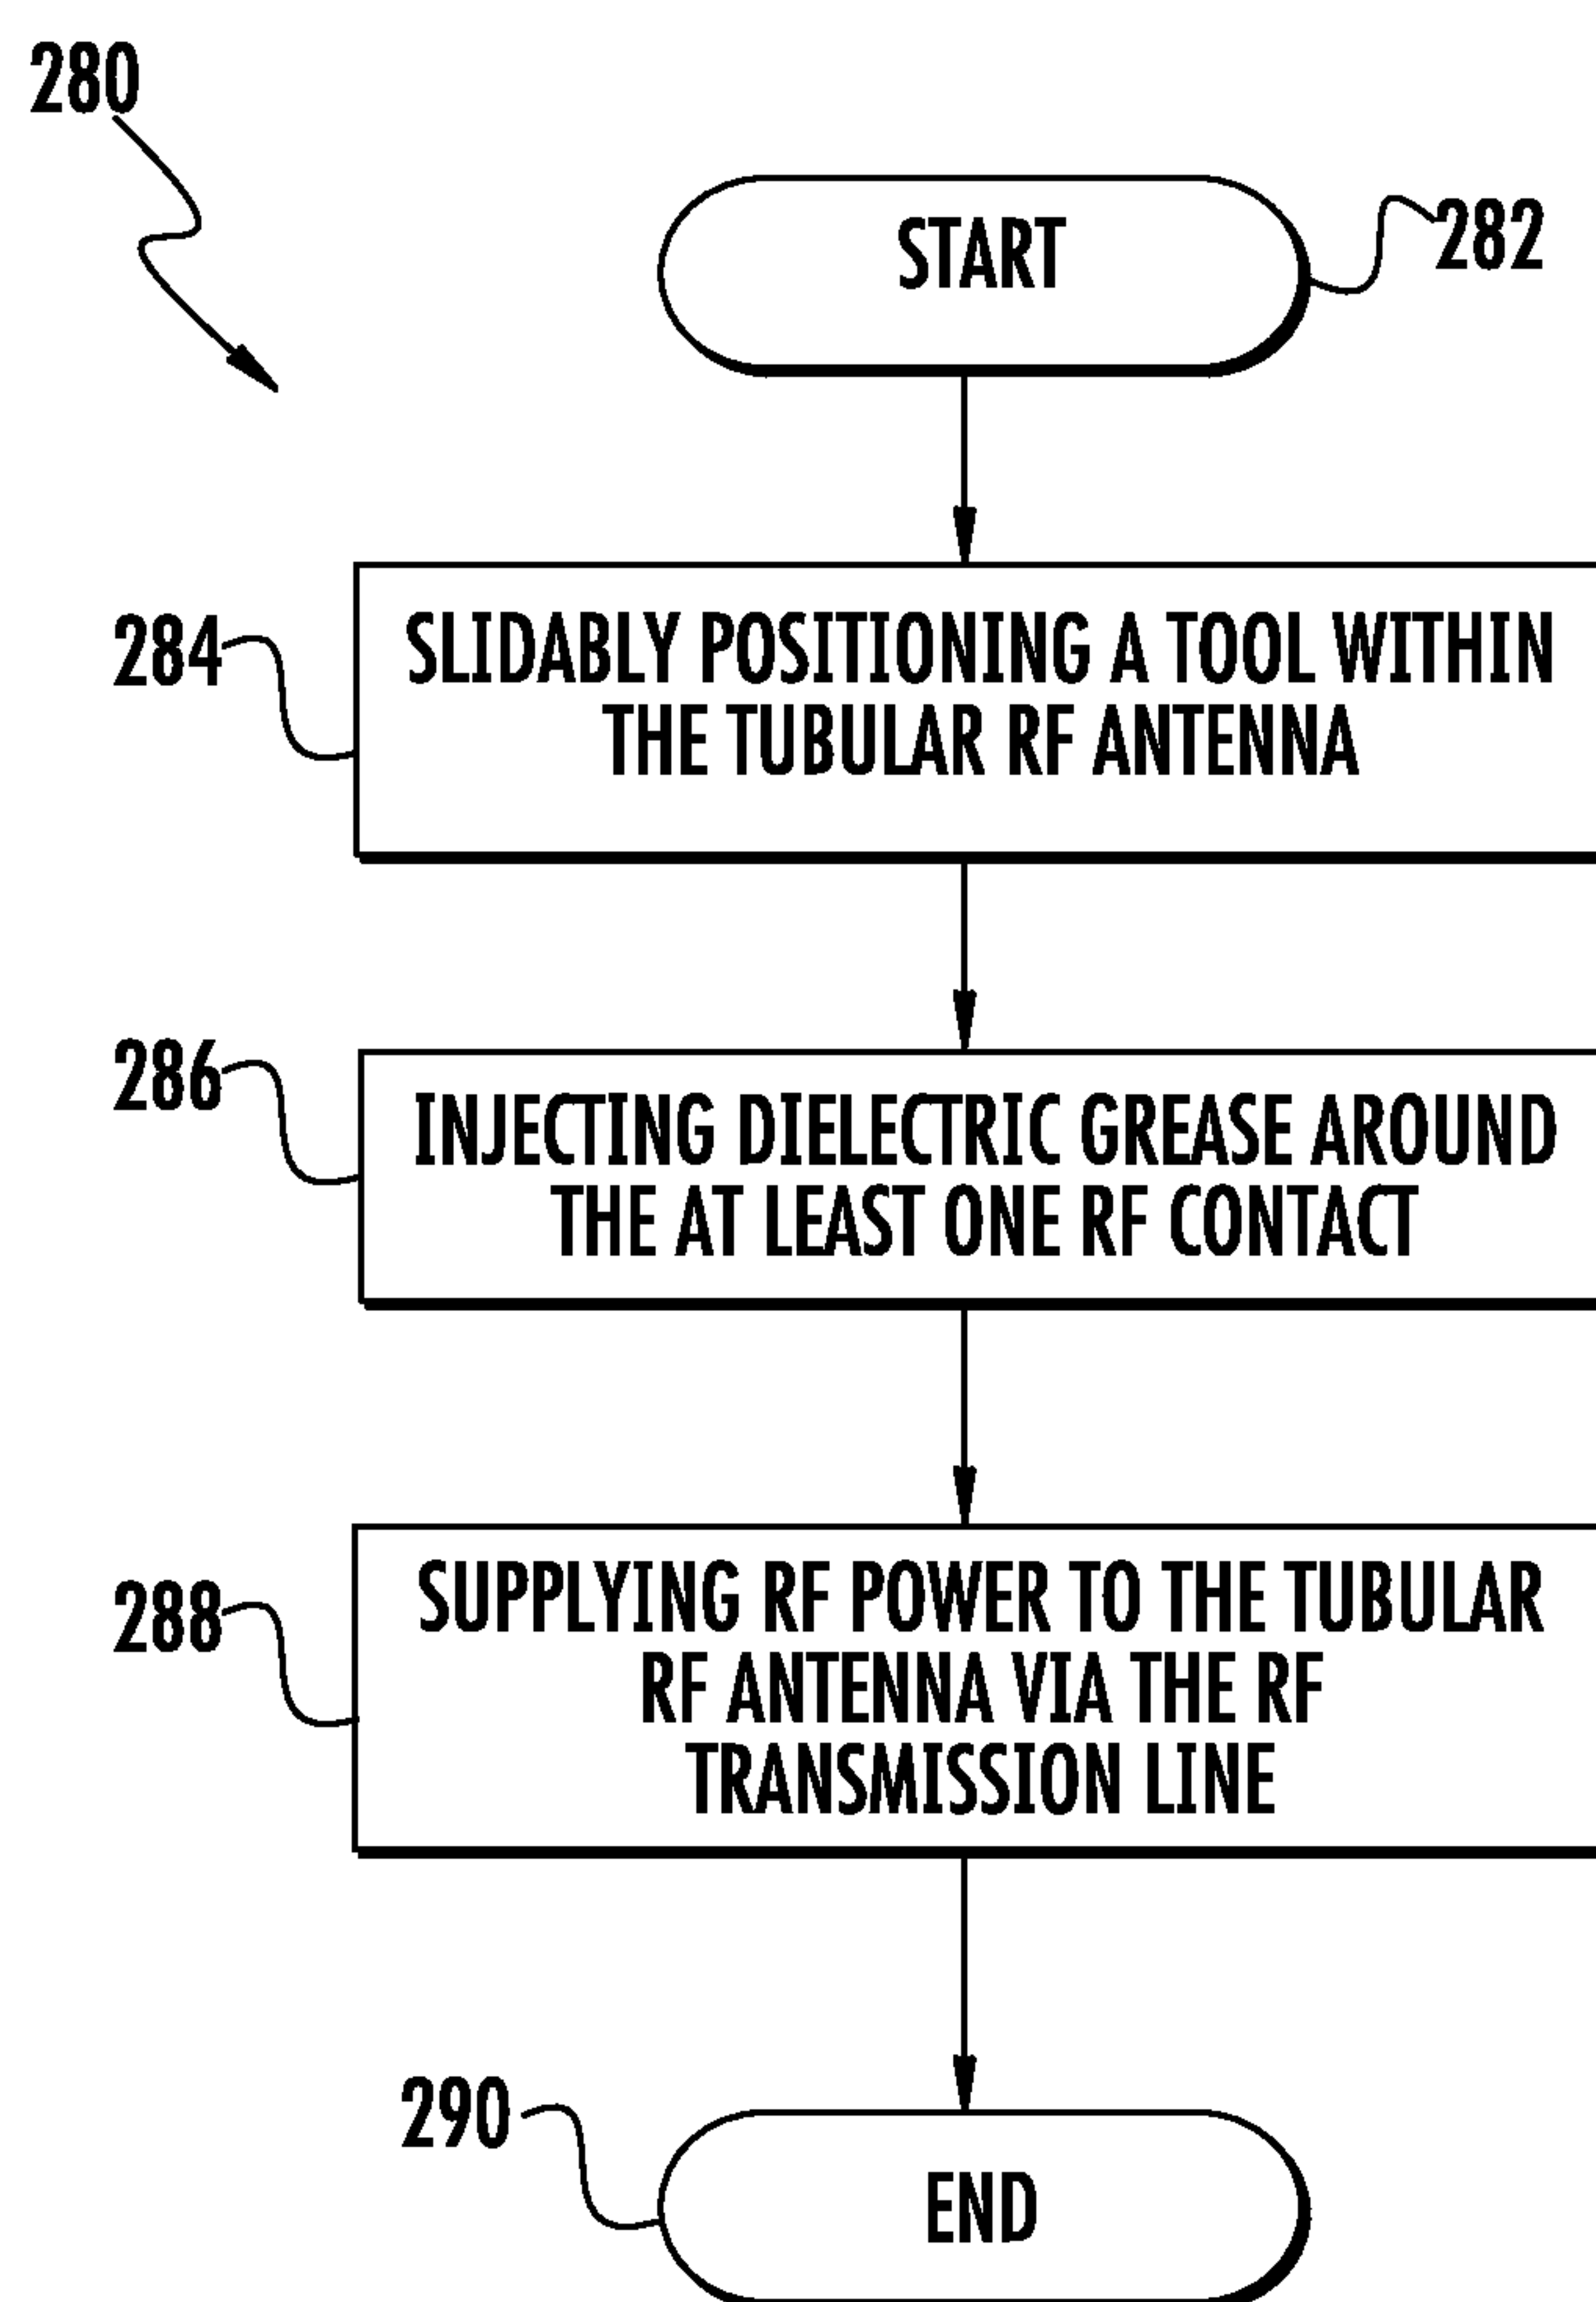 280
START
282
284
SLIDABLY POSITIONING A TOOL WITHIN
THE TUBULAR RF ANTENNA
286
INJECTING DIELECTRIC GREASE AROUND
THE AT LEAST ONE RF CONTACT
288
SUPPLYING RF POWER TO THE TUBULAR
RF ANTENNA VIA THE RF
TRANSMISSION LINE
290
END